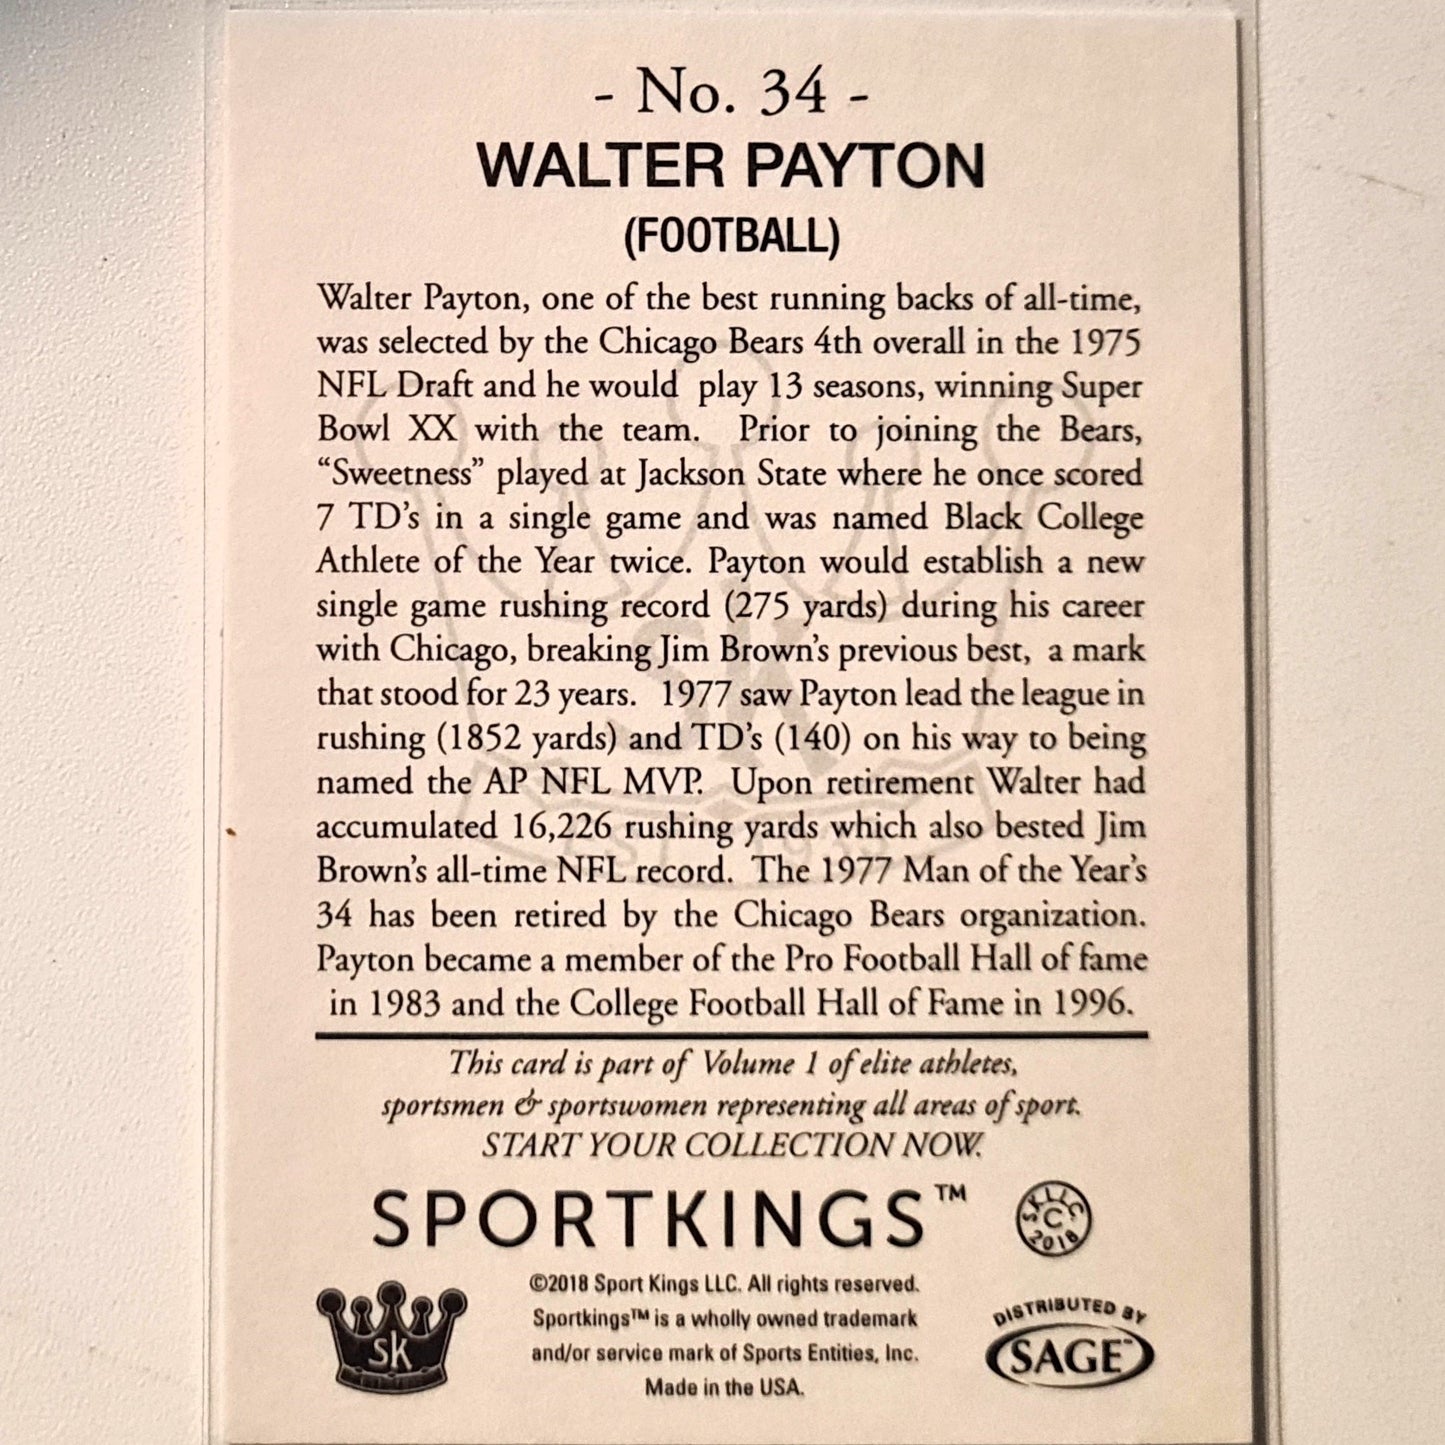 - No. 34 -
WALTER PAYTON
(FOOTBALL)
Walter Payton, one of the best running backs of all-time,
was selected by the Chicago Bears 4th overall in the 1975
NFL Draft and he would play 13 seasons, winning Super
Bowl XX with the team. Prior to joining the Bears,
“Sweetness” played at Jackson State where he once scored
7 TD’s in a single game and was named Black College
Athlete of the Year twice. Payton would establish a new
single game rushing record (275 yards) during his career
with Chicago, breaking Jim Brown’s previous best, a mark
that stood for 23 years. 1977 saw Payton lead the league in
rushing (1852 yards) and TD’s (140) on his way to being
named the AP NFL MVP. Upon retirement Walter had
accumulated 16,226 rushing yards which also bested Jim
Brown’s all-time NFL record. The 1977 Man of the Year’s
34 has been retired by the Chicago Bears organization.
Payton became a member of the Pro Football Hall of fame
in 1983 and the College Football Hall of Fame in 1996.
This card is part of Volume 1 of elite athletes,
sportsmen & sportswomen representing all areas of sport.
START YOUR COLLECTION NOW.
SPORTKINGS™
SKLLC C 2018
©2018 Sport Kings LLC. All rights reserved.
Sportkings™ is a wholly owned trademark
and/or service mark of Sports Entities, Inc.
Made in the USA.
sk
DISTRIBUTED BY
SAGE™